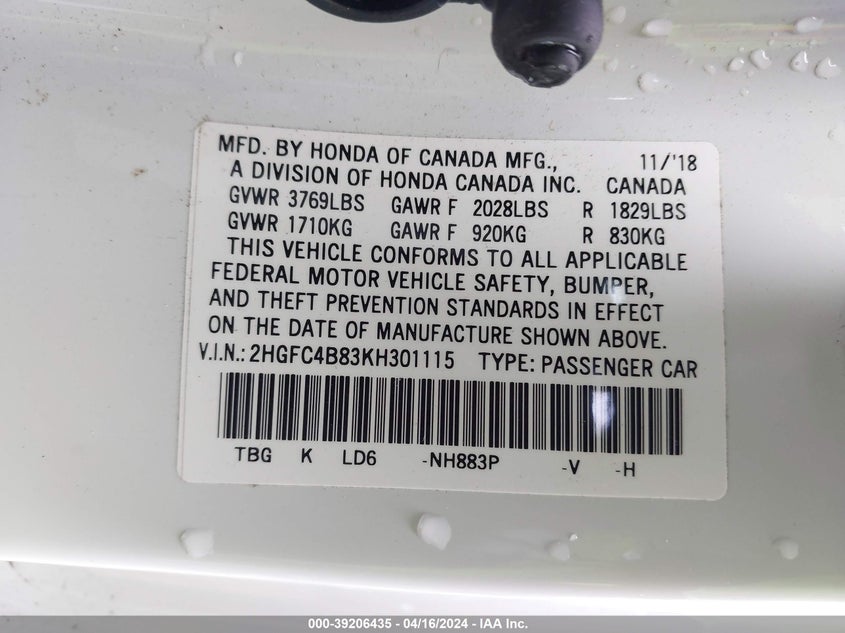 MFD. BY HONDA OF CANADA MFG., 11/'18
A DIVISION OF HONDA CANADA INC. CANADA
GVWR 3769LBS GAWR F 2028LBS R 1829LBS
GVWR 1710KG GAWR F 920KG R 830KG
THIS VEHICLE CONFORMS TO ALL APPLICABLE
FEDERAL MOTOR VEHICLE SAFETY, BUMPER,
AND THEFT PREVENTION STANDARDS IN EFFECT
ON THE DATE OF MANUFACTURE SHOWN ABOVE.
V.I.N.: 2HGFC4B83KH301115 TYPE: PASSENGER CAR
TBG K LD6 -NH883P -V -H
000-39206435 - 04/16/2024 - IAA Inc.